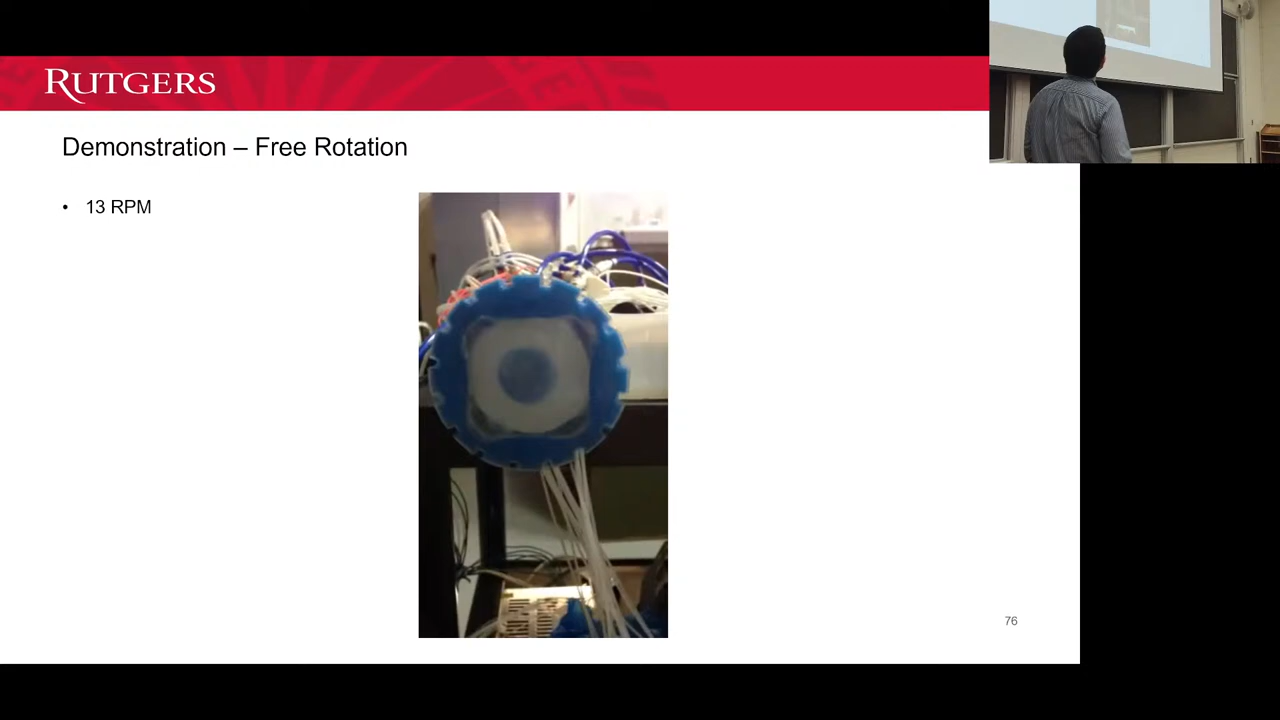 RUTGERS
Demonstration – Free Rotation
• 13 RPM
76